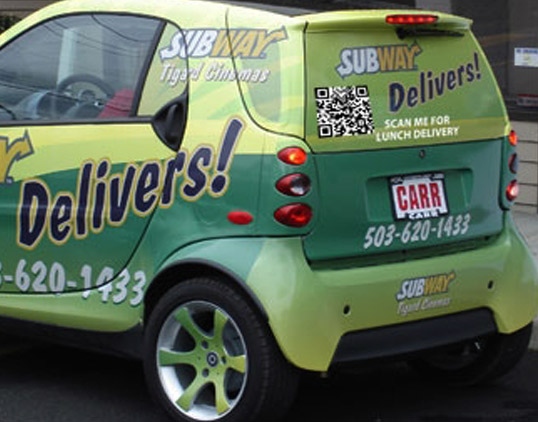 SUBWAY
Tigard Cinemas
Delivers!
-620-1433
SUBWAY
Delivers!
SCAN ME FOR
LUNCH DELIVERY
CARR
CARS
503-620-1433
SUBWAY
Tigard Cinemas